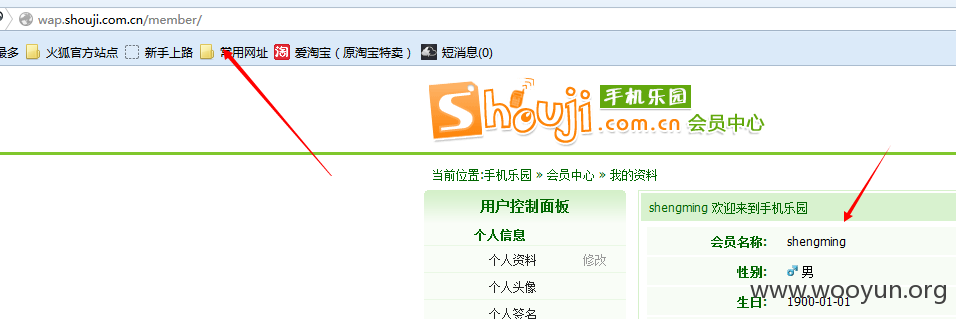 wap.shouji.com.cn/member/
最多 火狐官方站点 新手上路 常用网址 淘 爱淘宝（原淘宝特卖） 短消息(0)
Shouji 手机乐园
.com.cn 会员中心
当前位置:手机乐园 » 会员中心 » 我的资料
用户控制面板
shengming 欢迎来到手机乐园
个人信息
会员名称: shengming
个人资料 修改
性别: 男
个人头像
生日: 1900-01-01
www.wooyun.org
个人签名